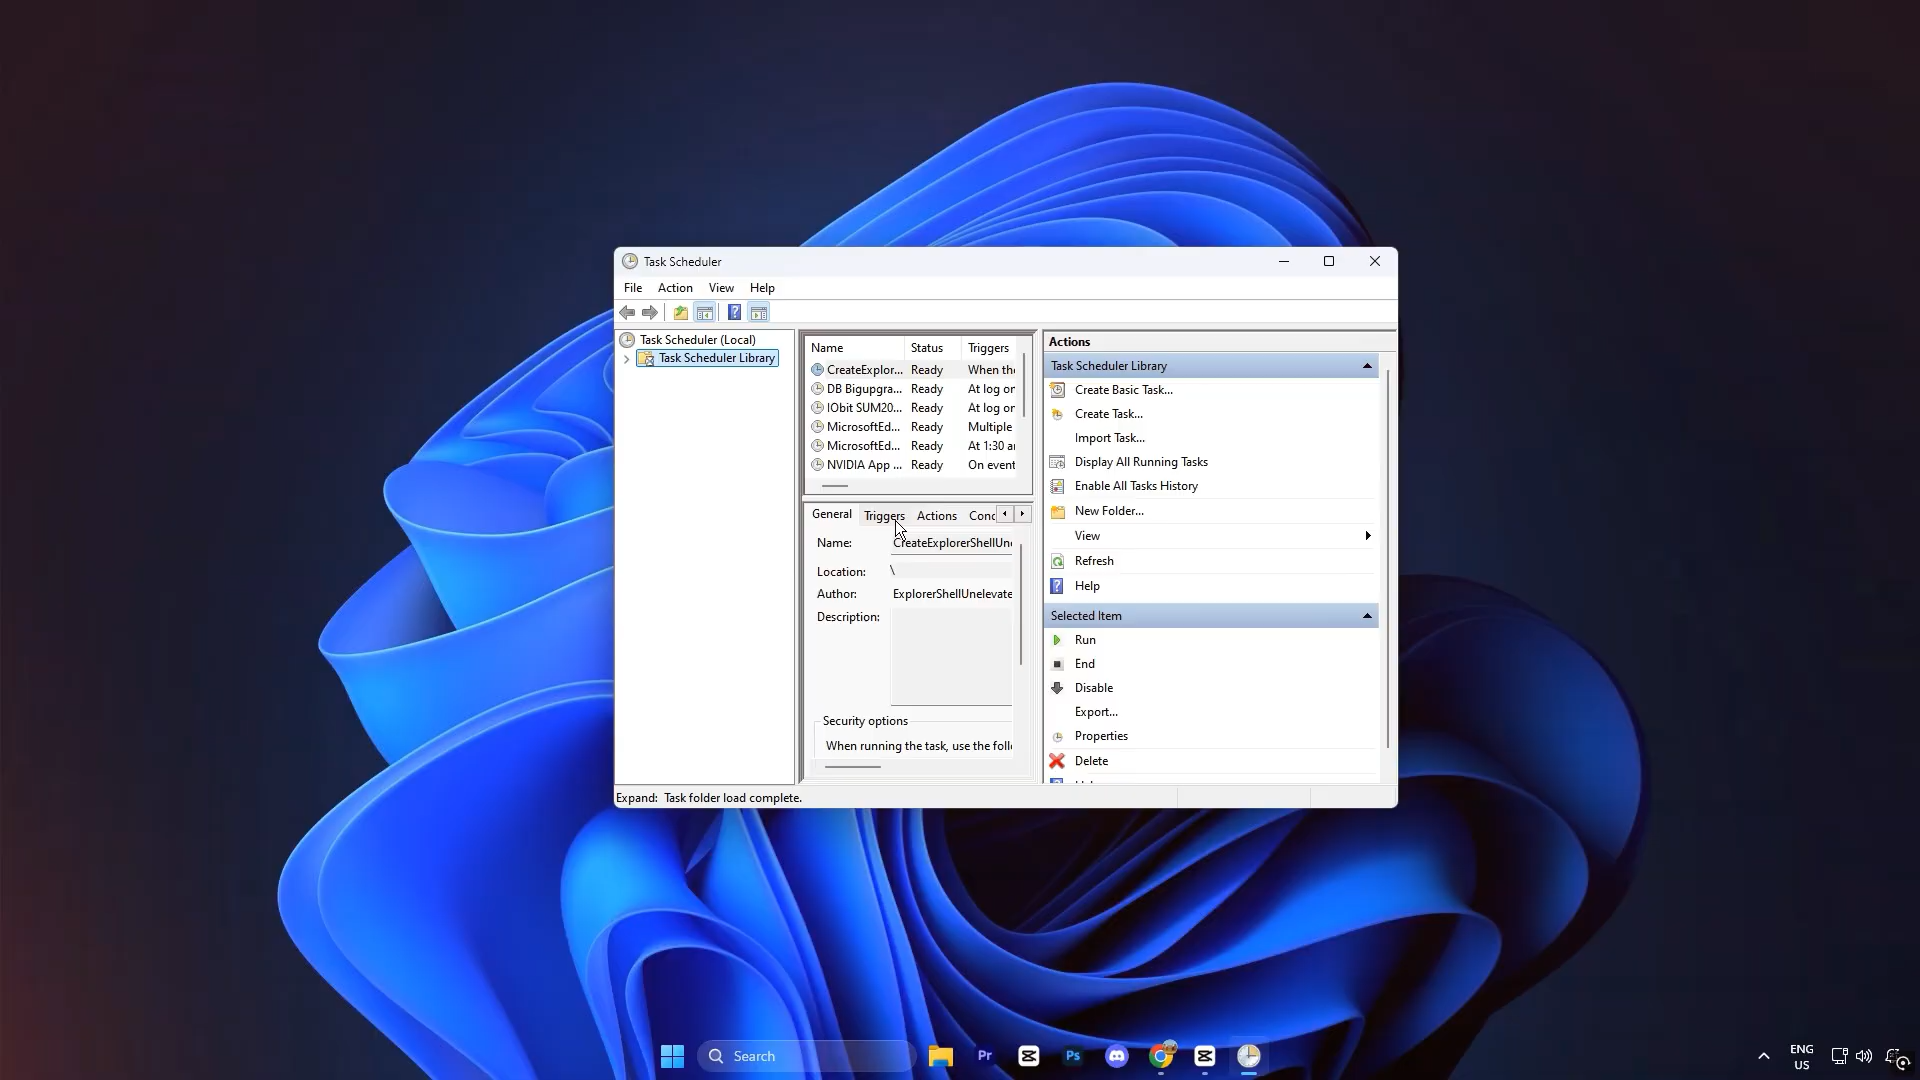 Task Scheduler
File Action View Help
Task Scheduler (Local)
Task Scheduler Library
Name Status Triggers
CreateExplor... Ready When the
DB Bigupgra... Ready At log on
IObit SUM20... Ready At log on
MicrosoftEd... Ready Multiple
MicrosoftEd... Ready At 1:30 a
NVIDIA App ... Ready On event
General Triggers Actions Conc
Name: CreateExplorerShellUne
Location: \
Author: ExplorerShellUnelevate
Description:
Security options
When running the task, use the foll
Actions
Task Scheduler Library
Create Basic Task...
Create Task...
Import Task...
Display All Running Tasks
Enable All Tasks History
New Folder...
View
Refresh
Help
Selected Item
Run
End
Disable
Export...
Properties
Delete
Expand: Task folder load complete.
Search
Pr
Ps
ENG
US